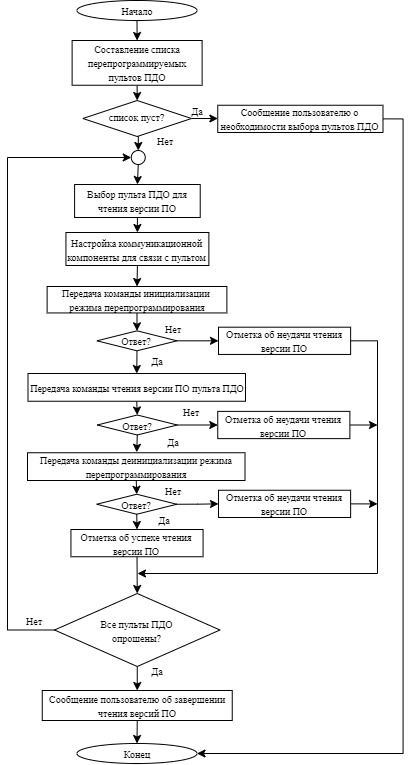 Начало
Составление списка
перепрограммируемых
пультов ПДО
список пуст?
Да
Сообщение пользователю о
необходимости выбора пультов ПДО
Нет
Выбор пульта ПДО для
чтения версии ПО
Настройка коммуникационной
компоненты для связи с пультом
Передача команды инициализации
режима перепрограммирования
Ответ?
Нет
Отметка об неудачи чтения
версии ПО
Да
Передача команды чтения версии ПО пульта ПДО
Ответ?
Нет
Отметка об неудачи чтения
версии ПО
Да
Передача команды деинициализации режима
перепрограммирования
Ответ?
Нет
Отметка об неудачи чтения
версии ПО
Да
Отметка об успехе чтения
версии ПО
Все пульты ПДО
опрошены?
Нет
Да
Сообщение пользователю об завершении
чтения версий ПО
Конец